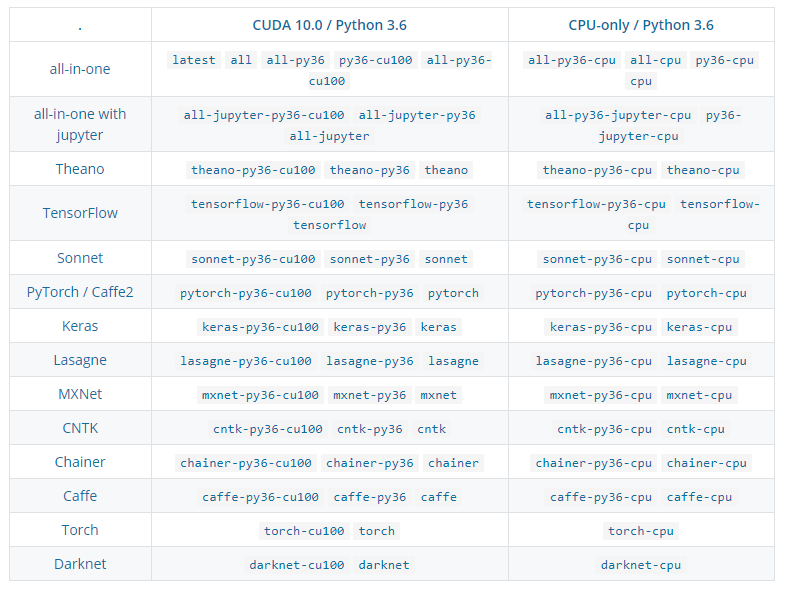 . CUDA 10.0 / Python 3.6 CPU-only / Python 3.6
all-in-one latest all all-py36 py36-cu100 all-py36-cu100 all-py36-cpu all-cpu py36-cpu cpu
all-in-one with jupyter all-jupyter-py36-cu100 all-jupyter-py36 all-jupyter all-py36-jupyter-cpu py36-jupyter-cpu
Theano theano-py36-cu100 theano-py36 theano theano-py36-cpu theano-cpu
TensorFlow tensorflow-py36-cu100 tensorflow-py36 tensorflow tensorflow-py36-cpu tensorflow-cpu
Sonnet sonnet-py36-cu100 sonnet-py36 sonnet sonnet-py36-cpu sonnet-cpu
PyTorch / Caffe2 pytorch-py36-cu100 pytorch-py36 pytorch pytorch-py36-cpu pytorch-cpu
Keras keras-py36-cu100 keras-py36 keras keras-py36-cpu keras-cpu
Lasagne lasagne-py36-cu100 lasagne-py36 lasagne lasagne-py36-cpu lasagne-cpu
MXNet mxnet-py36-cu100 mxnet-py36 mxnet mxnet-py36-cpu mxnet-cpu
CNTK cntk-py36-cu100 cntk-py36 cntk cntk-py36-cpu cntk-cpu
Chainer chainer-py36-cu100 chainer-py36 chainer chainer-py36-cpu chainer-cpu
Caffe caffe-py36-cu100 caffe-py36 caffe caffe-py36-cpu caffe-cpu
Torch torch-cu100 torch torch-cpu
Darknet darknet-cu100 darknet darknet-cpu